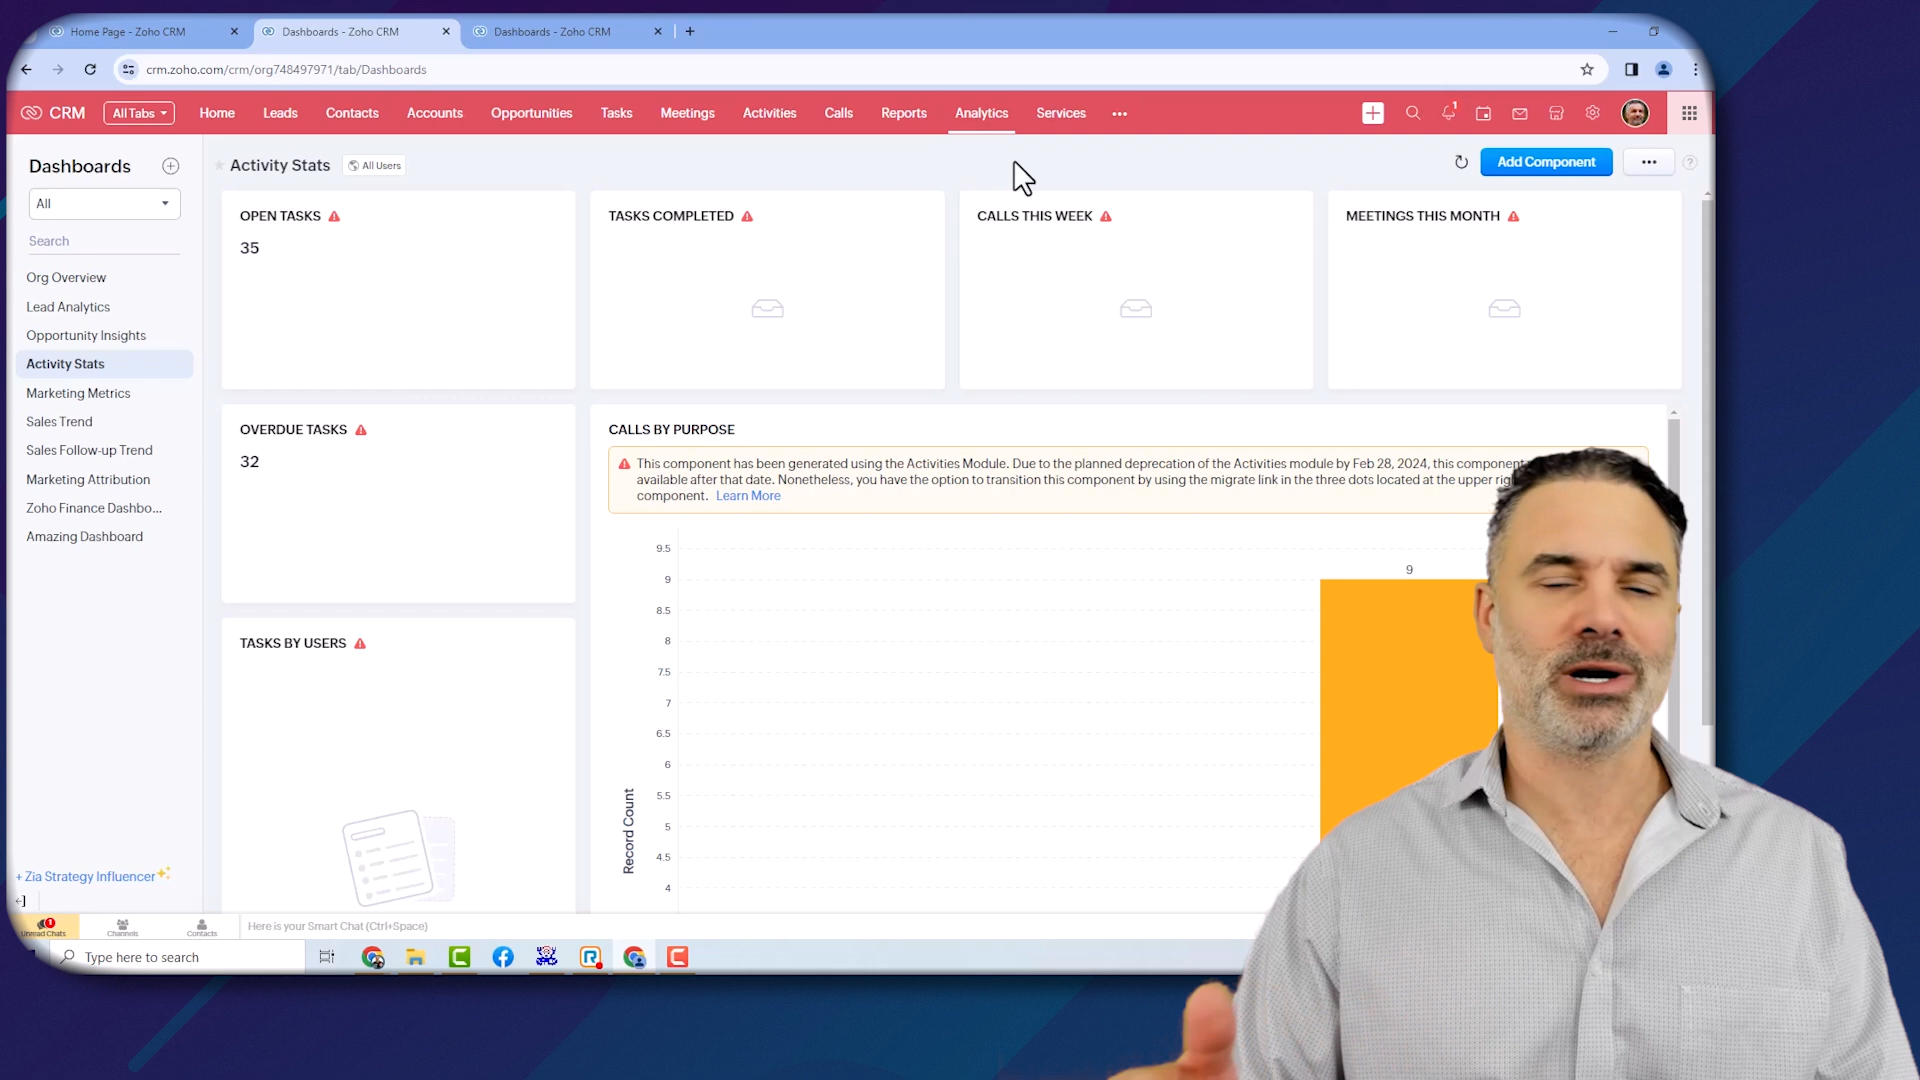 Home Page - Zoho CRM
Dashboards - Zoho CRM
Dashboards - Zoho CRM
crm.zoho.com/crm/org748497971/tab/Dashboards
CRM
All Tabs
Home
Leads
Contacts
Accounts
Opportunities
Tasks
Meetings
Activities
Calls
Reports
Analytics
Services
1
Dashboards
All
Search
Org Overview
Lead Analytics
Opportunity Insights
Activity Stats
Marketing Metrics
Sales Trend
Sales Follow-up Trend
Marketing Attribution
Zoho Finance Dashbo...
Amazing Dashboard
+ Zia Strategy Influencer
Activity Stats
All Users
Add Component
OPEN TASKS
35
TASKS COMPLETED
CALLS THIS WEEK
MEETINGS THIS MONTH
OVERDUE TASKS
32
TASKS BY USERS
CALLS BY PURPOSE
This component has been generated using the Activities Module. Due to the planned deprecation of the Activities module by Feb 28, 2024, this component
available after that date. Nonetheless, you have the option to transition this component by using the migrate link in the three dots located at the upper
component. Learn More
9.5
9
8.5
8
7.5
7
6.5
6
5.5
5
4.5
4
Record Count
9
1
Unread Chats
Channels
Contacts
Here is your Smart Chat (Ctrl+Space)
Type here to search